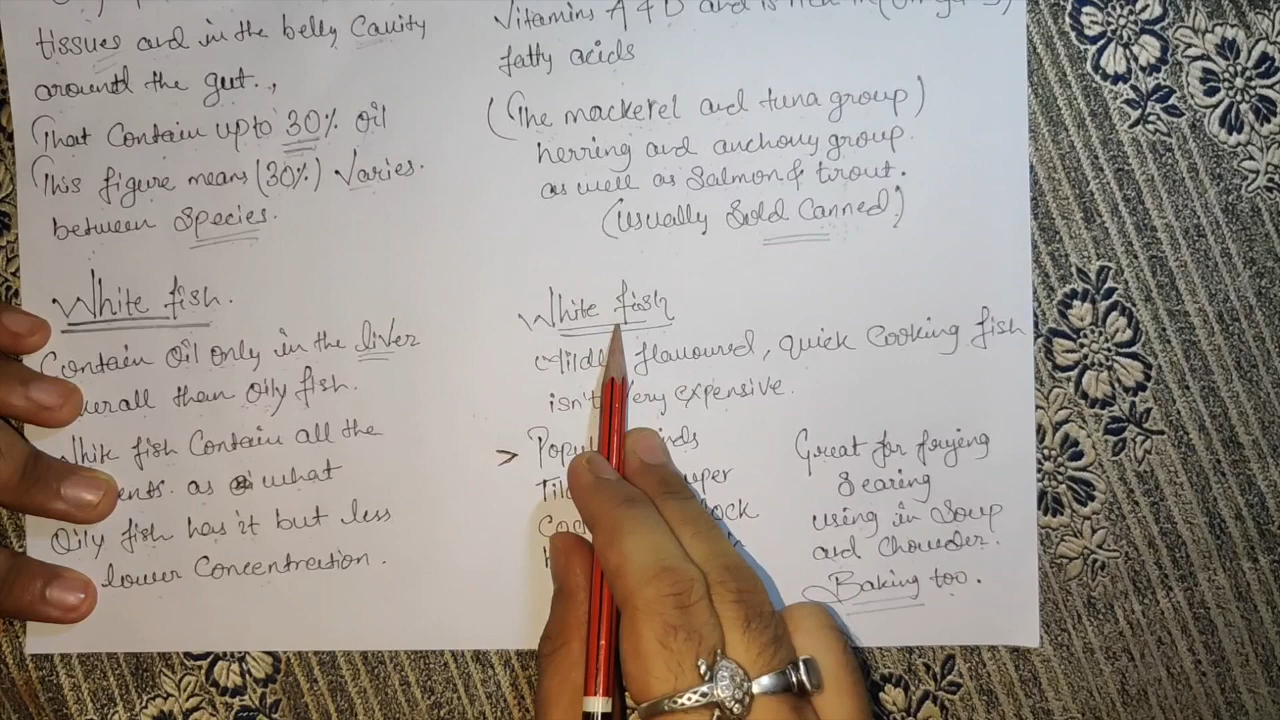 tissues and in the belly Cavity
around the gut.,
That Contain upto 30% oil
This figure means (30%) Varies.
between Species.
White fish.
Contain Oil only in the liver
than Oily fish.
White fish Contain all the
as what
Oily fish has it but less
lower Concentration.
Vitamins A & D and is rich in (Omega 3)
fatty acids
(The mackerel and tuna group)
herring and anchovy group.
as well as Salmon & trout.
(Usually Sold Canned)
White fish
flavoured, quick Cooking fish
isn't very expensive.
>
Great for frying
Searing
using in Soup
and Chowder.
Baking too.